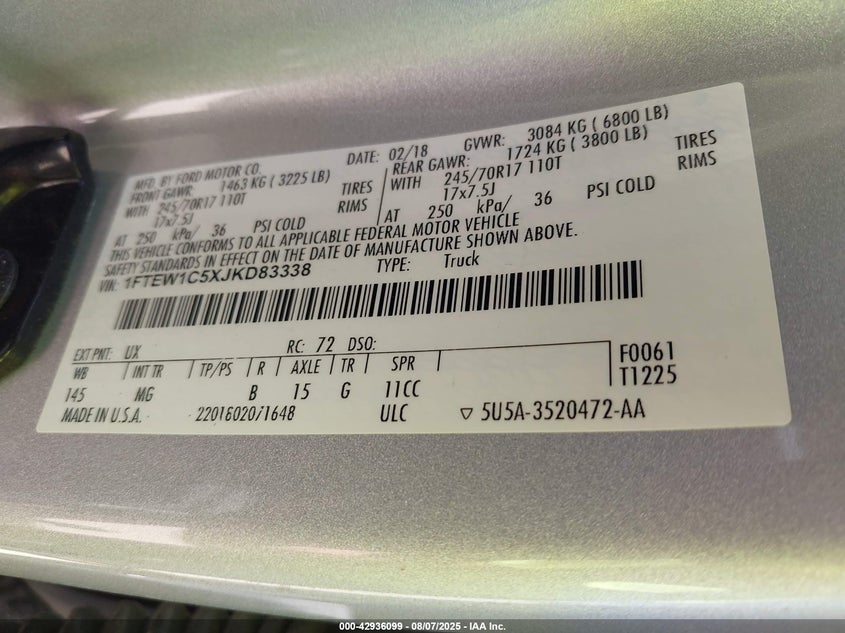 MFD. BY FORD MOTOR CO. DATE: 02/18 GVWR: 3084 KG ( 6800 LB)
FRONT GAWR: 1463 KG ( 3225 LB) REAR GAWR: 1724 KG ( 3800 LB)
WITH 245/70R17 110T TIRES WITH 245/70R17 110T TIRES
17x7.5J RIMS 17x7.5J RIMS
AT 250 kPa/ 36 PSI COLD AT 250 kPa/ 36 PSI COLD
THIS VEHICLE CONFORMS TO ALL APPLICABLE FEDERAL MOTOR VEHICLE
SAFETY STANDARDS IN EFFECT ON THE DATE OF MANUFACTURE SHOWN ABOVE.
VIN: 1FTEW1C5XJKD83338 TYPE: Truck
EXT PNT: UX RC: 72 DSO: F0061
WB INT TR TP/PS R AXLE TR SPR T1225
145 MG B 15 G 11CC
MADE IN U.S.A. 22018020/1648 ULC ▽ 5U5A-3520472-AA
000-42936099 - 08/07/2025 - IAA Inc.